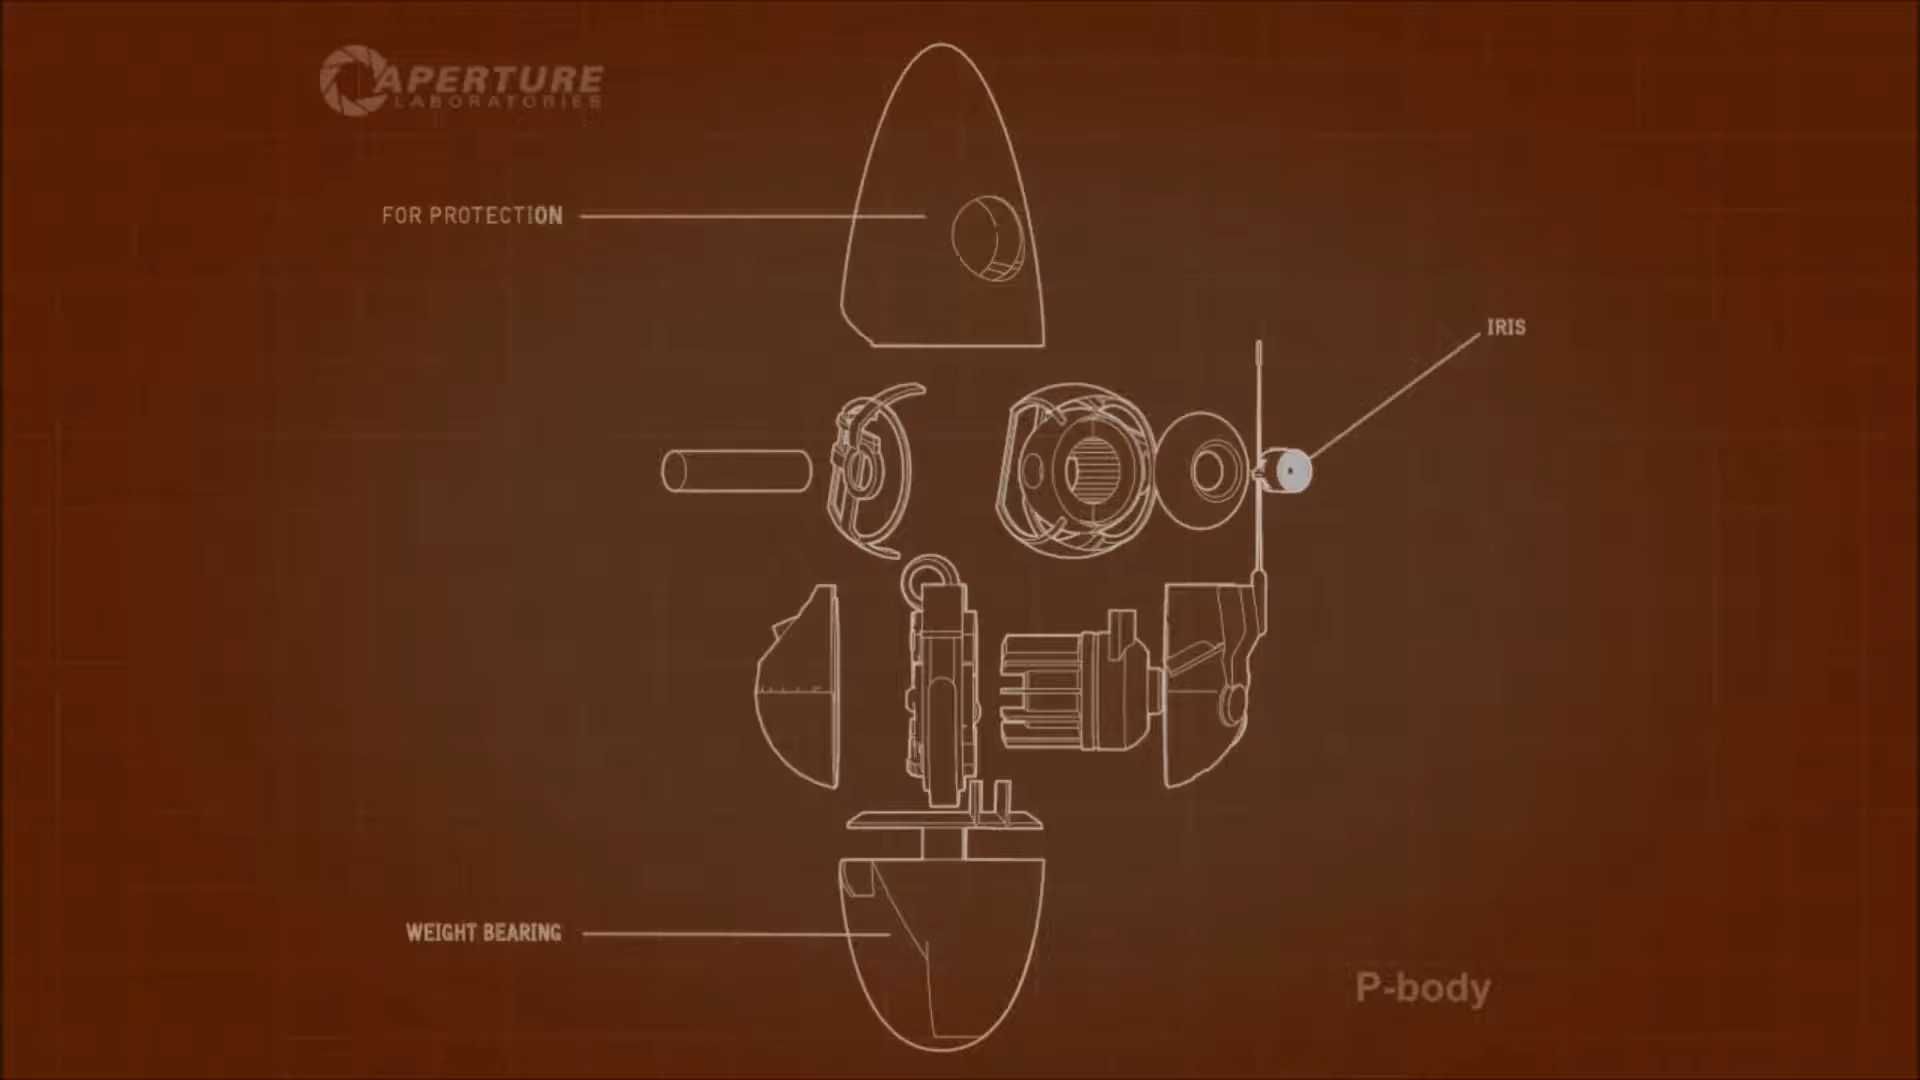 APERTURE
LABORATORIES
FOR PROTECTION
IRIS
WEIGHT BEARING
P-body